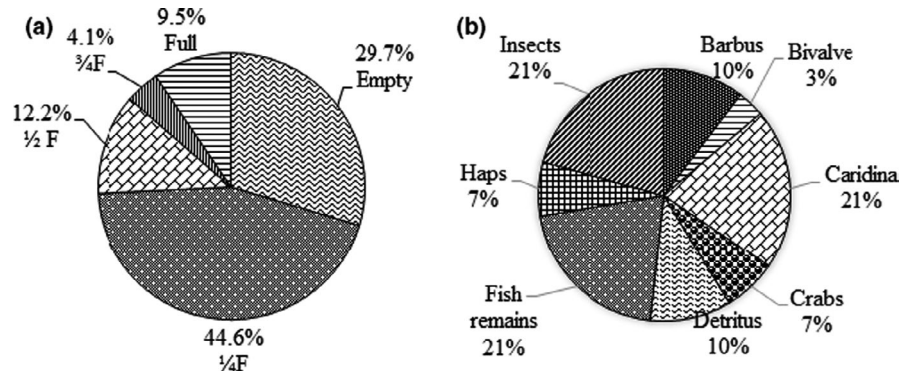 (a)
9.5%
Full
4.1%
¾F
12.2%
½ F
29.7%
Empty
44.6%
¼F
(b)
Insects
21%
Barbus
10%
Bivalve
3%
Haps
7%
Caridina
21%
Fish
remains
21%
Detritus
10%
Crabs
7%